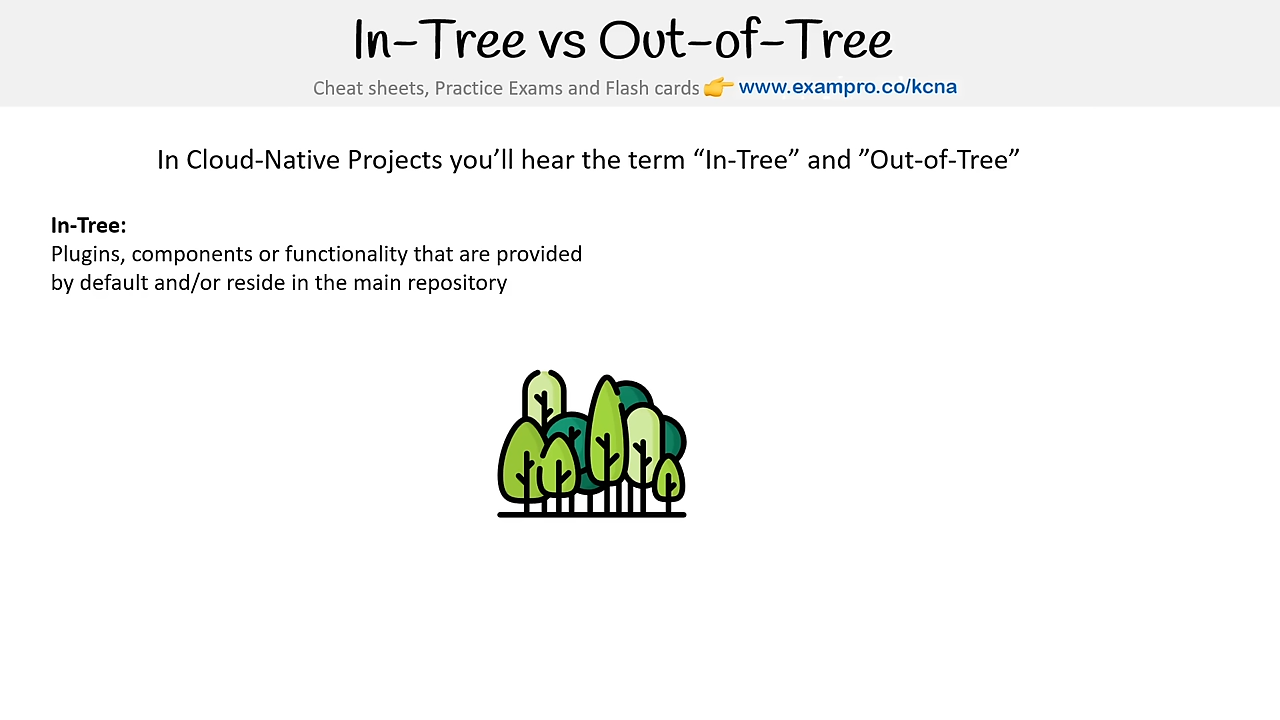 In-Tree vs Out-of-Tree
Cheat sheets, Practice Exams and Flash cards 👉 www.exampro.co/kcna
In Cloud-Native Projects you’ll hear the term “In-Tree” and ”Out-of-Tree”
In-Tree:
Plugins, components or functionality that are provided
by default and/or reside in the main repository